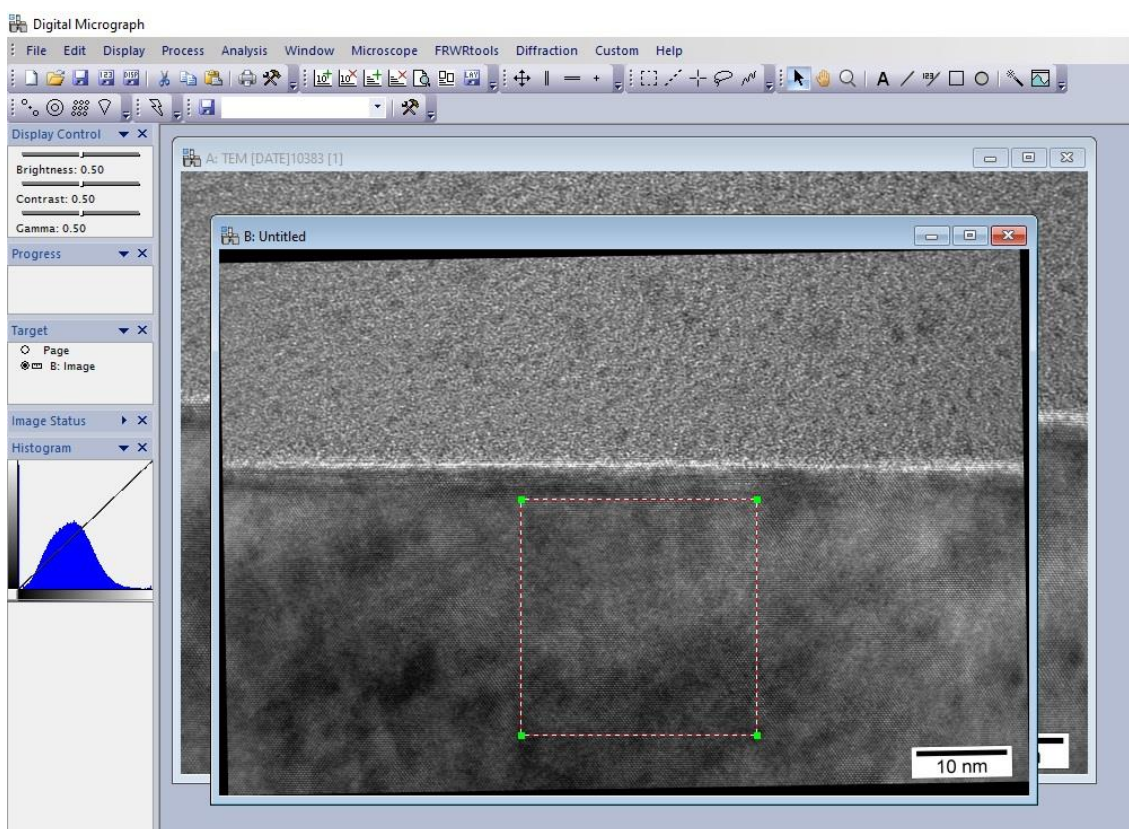 Digital Micrograph
File Edit Display Process Analysis Window Microscope FRWRtools Diffraction Custom Help
Display Control
Brightness: 0.50
Contrast: 0.50
Gamma: 0.50
Progress
Target
Page
B: Image
Image Status
Histogram
A: TEM [DATE]10383 [1]
B: Untitled
10 nm